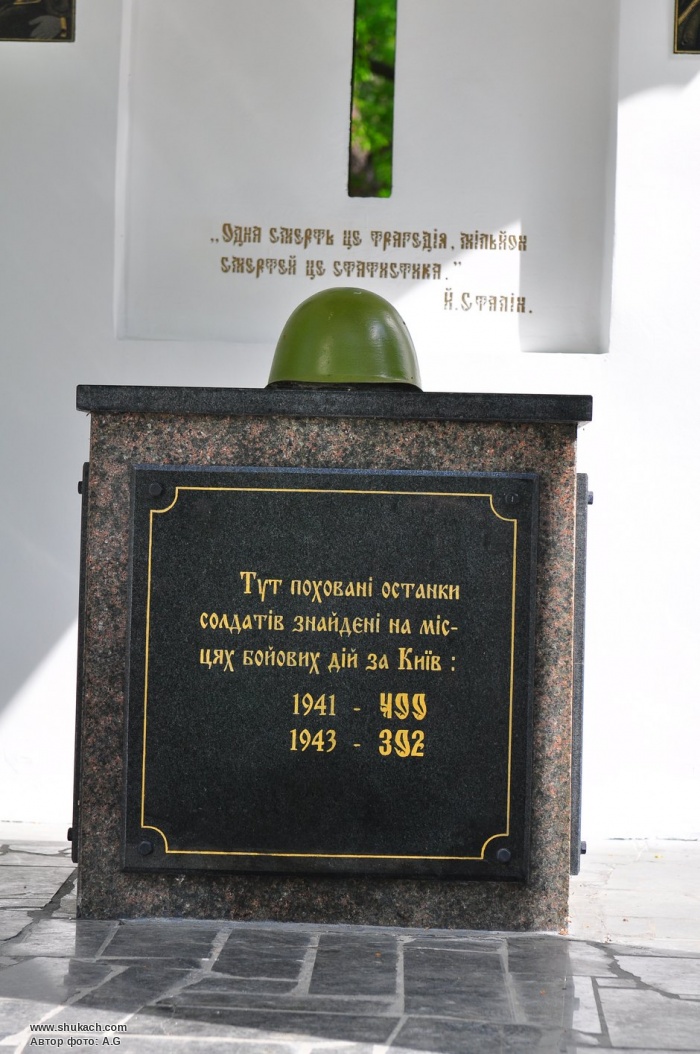 „Одна смерть це трагедія, мільйон
смертей це статистика.”
Й.Сталін.
Тут поховані останки
солдатів знайдені на міс-
цях бойових дій за Київ :
1941 - 499
1943 - 392
www.shukach.com
Автор фото: A.G